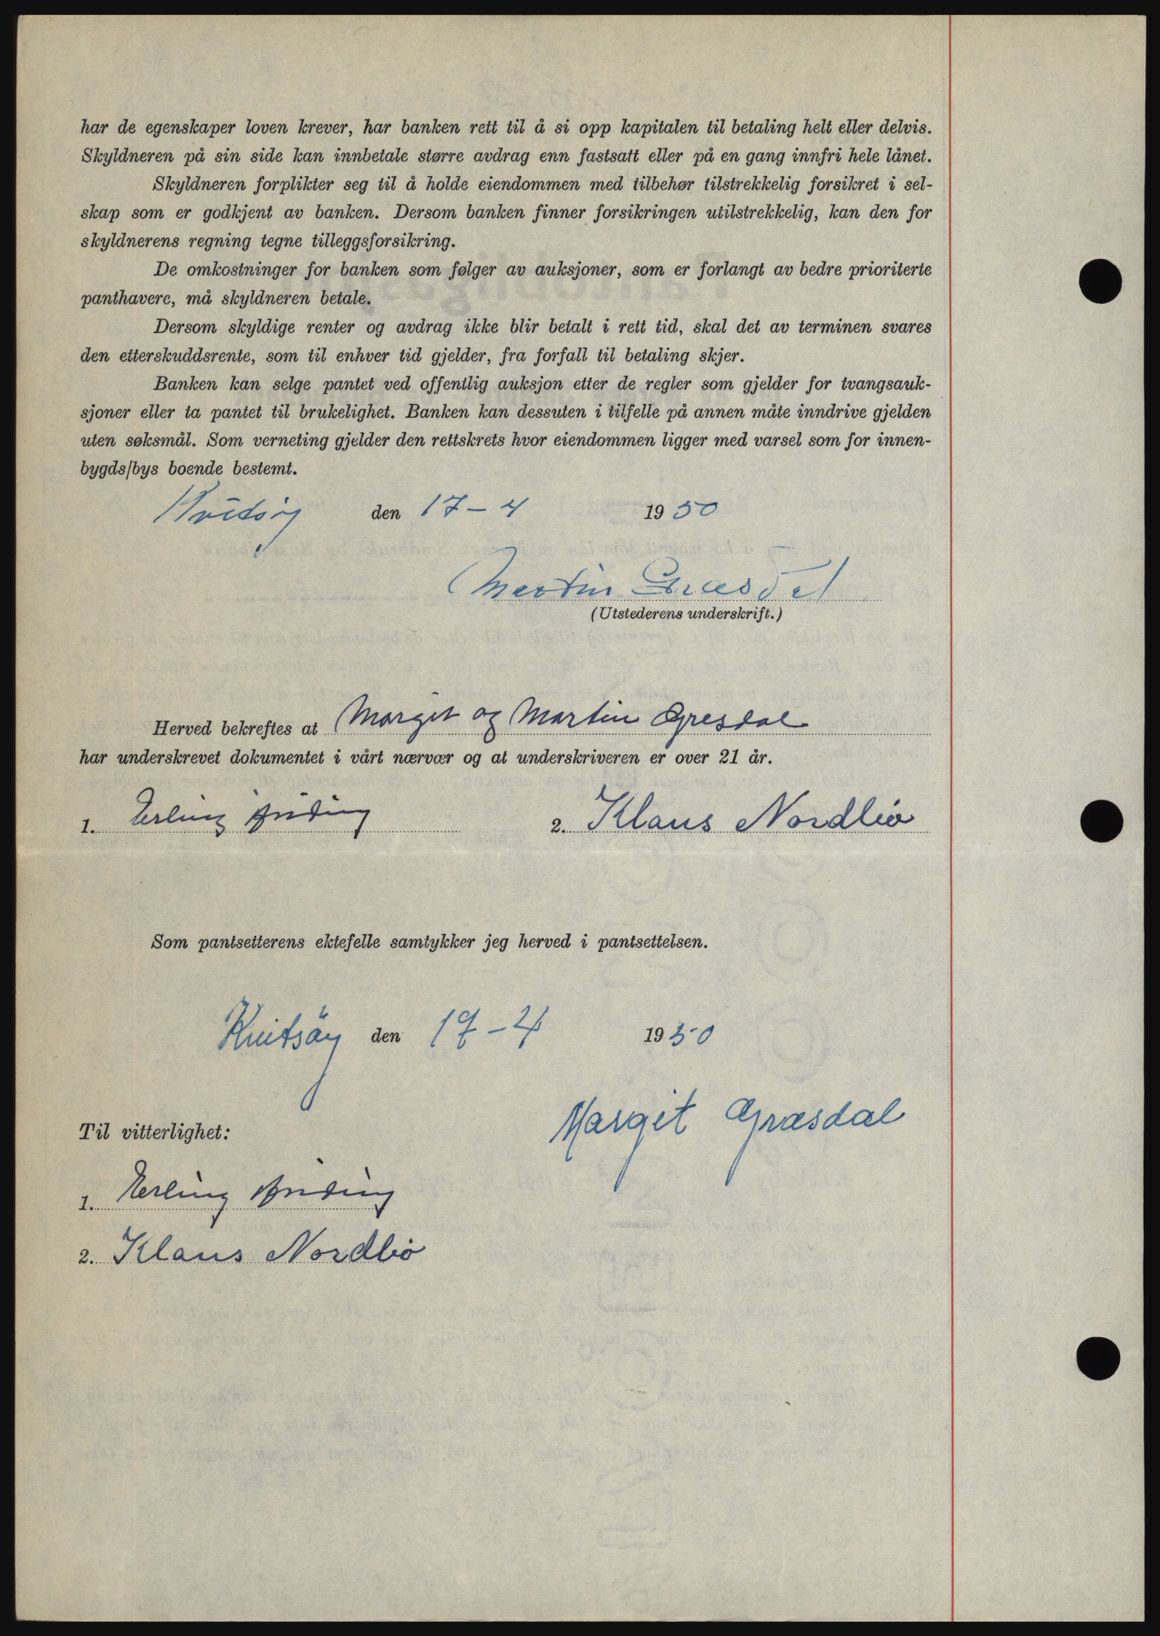 har de egenskaper loven krever, har banken rett til å si opp kapitalen til betaling helt eller delvis.
Skyldneren på sin side kan innbetale større avdrag enn fastsatt eller på en gang innfri hele lånet.
Skyldneren forplikter seg til å holde eiendommen med tilbehør tilstrekkelig forsikret i sel-
skap som er godkjent av banken. Dersom banken finner forsikringen utilstrekkelig, kan den for
skyldnerens regning tegne tilleggsforsikring.
De omkostninger for banken som følger av auksjoner, som er forlangt av bedre prioriterte
panthavere, må skyldneren betale.
Dersom skyldige renter og avdrag ikke blir betalt i rett tid, skal det av terminen svares
den etterskuddsrente, som til enhver tid gjelder, fra forfall til betaling skjer.
Banken kan selge pantet ved offentlig auksjon etter de regler som gjelder for tvangsauk-
sjoner eller ta pantet til brukelighet. Banken kan dessuten i tilfelle på annen måte inndrive gjelden
uten søksmål. Som verneting gjelder den rettskrets hvor eiendommen ligger med varsel som for innen-
bygds/bys boende bestemt.
den 17-4 1950
Martin Græsdal
(Utstederens underskrift.)
Herved bekreftes at Margit og Martin Græsdal
har underskrevet dokumentet i vårt nærvær og at underskriveren er over 21 år.
1. Erling 2. Klaus Nordbø
Som pantsetterens ektefelle samtykker jeg herved i pantsettelsen.
Kvitsöy den 17-4 1950
Margit Græsdal
Til vitterlighet:
1. Erling
2. Klaus Nordbø